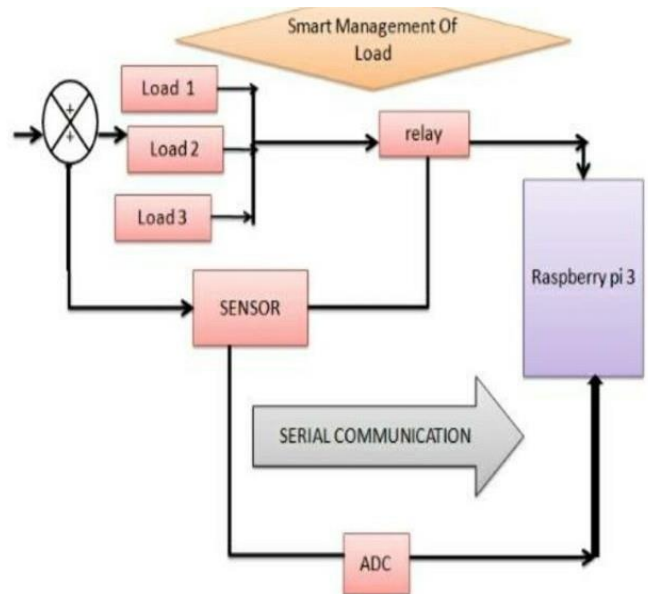 Smart Management Of
Load
Load 1
+
+
Load 2
relay
Load 3
Raspberry pi 3
SENSOR
SERIAL COMMUNICATION
ADC